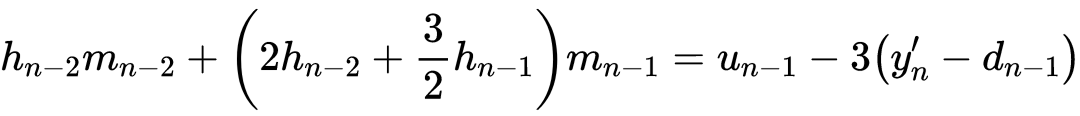 h_{n-2}m_{n-2} + \left(2h_{n-2} + \frac{3}{2}h_{n-1}\right)m_{n-1} = u_{n-1} - 3\left(y'_n - d_{n-1}\right)